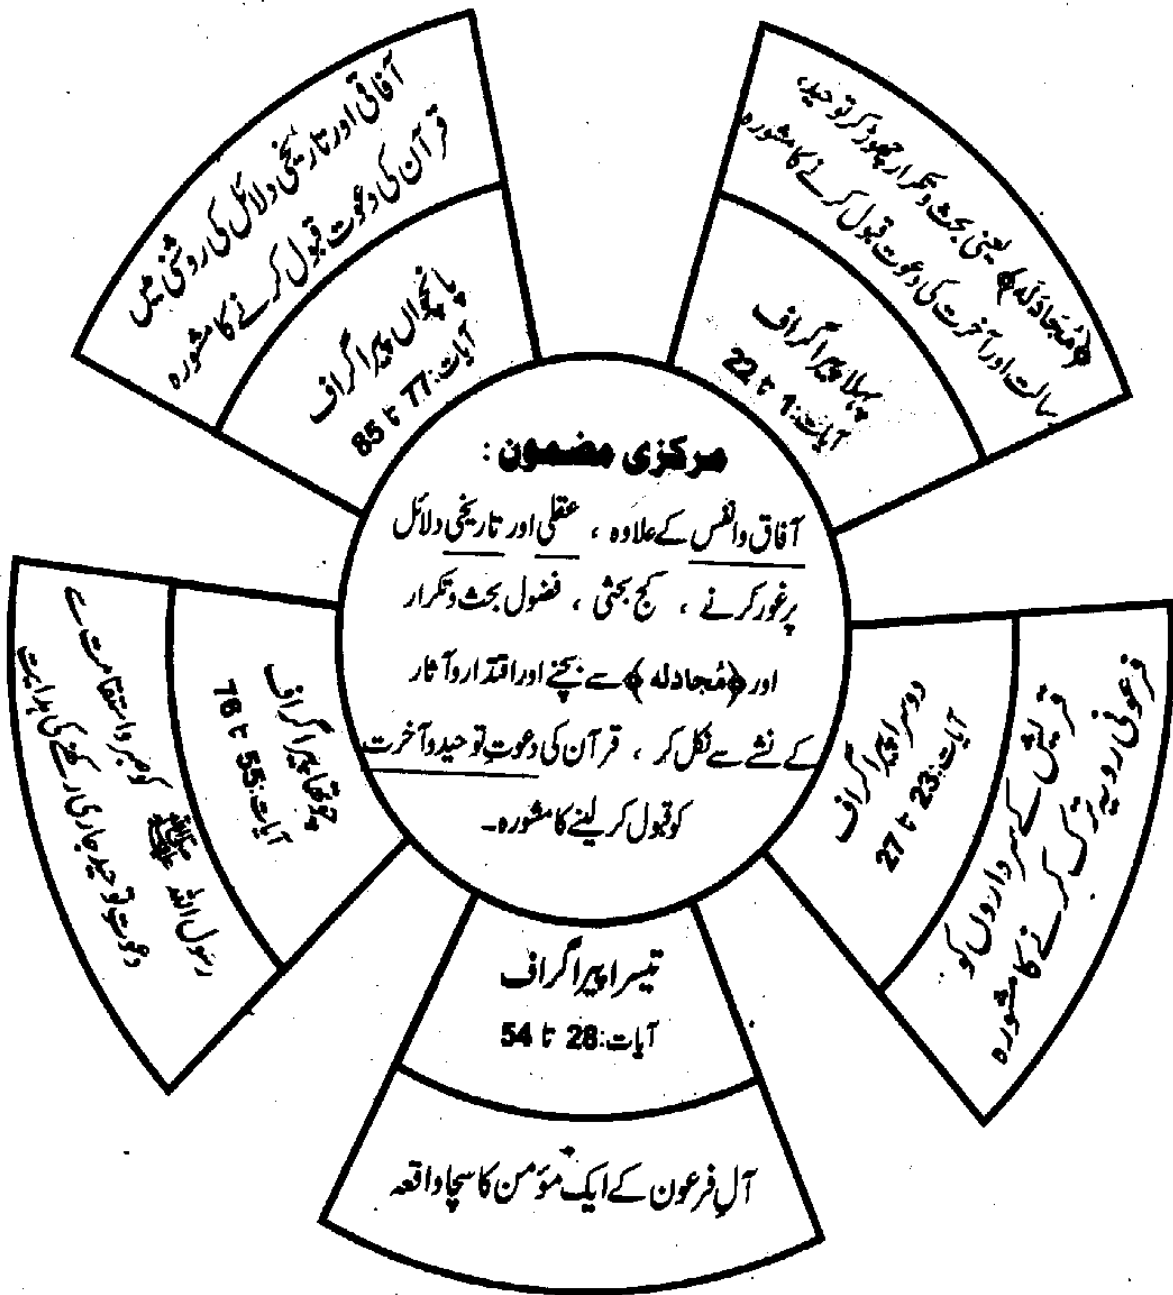 مرکزی مضمون :
آفاق وانفس کے علاوہ ، عقلی اور تاریخی دلائل
پر غور کرنے ، کج بحثی ، فضول بحث وتکرار
اور ﴿مُجادلہ﴾ سے بچنے اور اقتدار وآثار
کے نشے سے نکل کر ، قرآن کی دعوتِ توحید وآخرت
کو قبول کر لینے کا مشورہ۔
پہلا پیراگراف
آیات:1 تا 22
﴿مُجَادَلَہ﴾ یعنی بحث وتکرار چھوڑ کر توحید،
رسالت اور آخرت کی دعوت قبول کرنے کا مشورہ
دوسرا پیراگراف
آیات:23 تا 27
قریش کے سرداروں کو
فرعونی رویہ ترک کرنے کا مشورہ
تیسرا پیراگراف
آیات:28 تا 54
آلِ فرعون کے ایک مؤمن کا سچا واقعہ
چوتھا پیراگراف
آیات:55 تا 76
رسول اللہ ﷺ کو صبر واستقامت سے
دعوتِ توحید جاری رکھنے کی ہدایت
پانچواں پیراگراف
آیات:77 تا 85
آفاقی اور تاریخی دلائل کی روشنی میں
قرآن کی دعوت قبول کرنے کا مشورہ